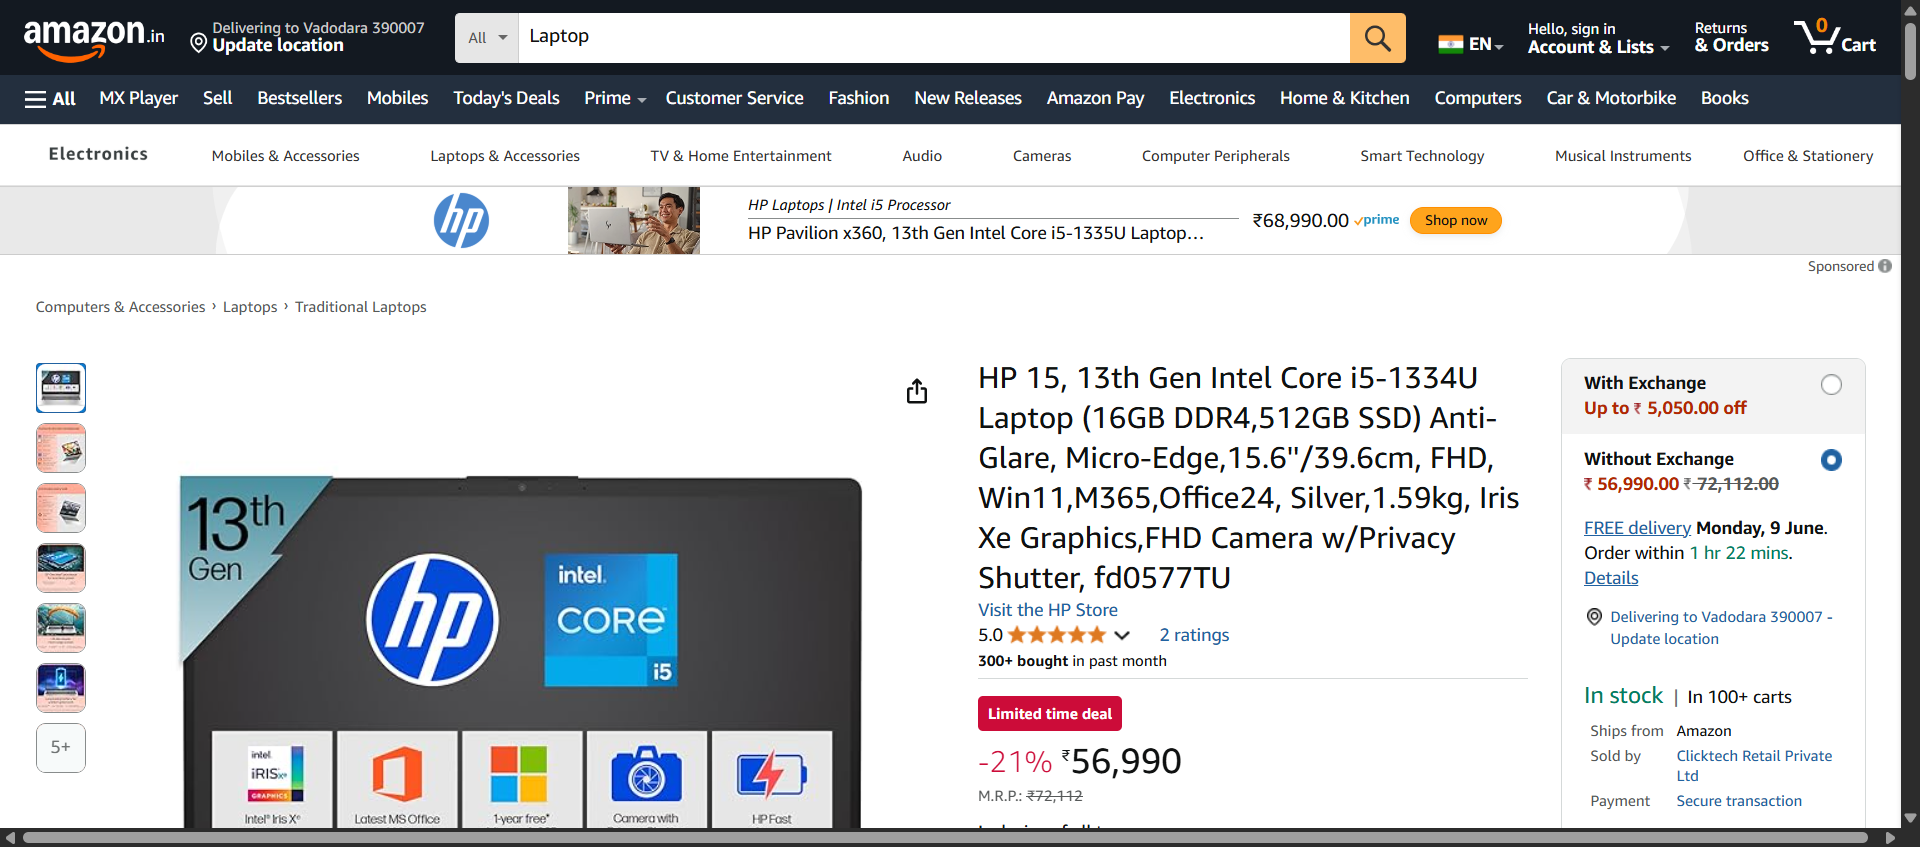 amazon.in
Delivering to Vadodara 390007
Update location
All
Laptop
EN
Hello, sign in
Account & Lists
Returns
& Orders
0
Cart
All
MX Player
Sell
Bestsellers
Mobiles
Today's Deals
Prime
Customer Service
Fashion
New Releases
Amazon Pay
Electronics
Home & Kitchen
Computers
Car & Motorbike
Books
Electronics
Mobiles & Accessories
Laptops & Accessories
TV & Home Entertainment
Audio
Cameras
Computer Peripherals
Smart Technology
Musical Instruments
Office & Stationery
hp
HP Laptops | Intel i5 Processor
HP Pavilion x360, 13th Gen Intel Core i5-1335U Laptop…
₹68,990.00
prime
Shop now
Sponsored
Computers & Accessories › Laptops › Traditional Laptops
5+
13th
Gen
hp
intel.
CORE
i5
intel.
iRISxe
GRAPHICS
Intel® Iris Xe
Latest MS Office
1-year free*
Camera with
HP Fast
HP 15, 13th Gen Intel Core i5-1334U
Laptop (16GB DDR4,512GB SSD) Anti-
Glare, Micro-Edge,15.6''/39.6cm, FHD,
Win11,M365,Office24, Silver,1.59kg, Iris
Xe Graphics,FHD Camera w/Privacy
Shutter, fd0577TU
Visit the HP Store
5.0
2 ratings
300+ bought in past month
Limited time deal
-21% ₹56,990
M.R.P.: ₹72,112
With Exchange
Up to ₹ 5,050.00 off
Without Exchange
₹ 56,990.00 ₹ 72,112.00
FREE delivery Monday, 9 June.
Order within 1 hr 22 mins.
Details
Delivering to Vadodara 390007 -
Update location
In stock | In 100+ carts
Ships from Amazon
Sold by Clicktech Retail Private
Ltd
Payment Secure transaction